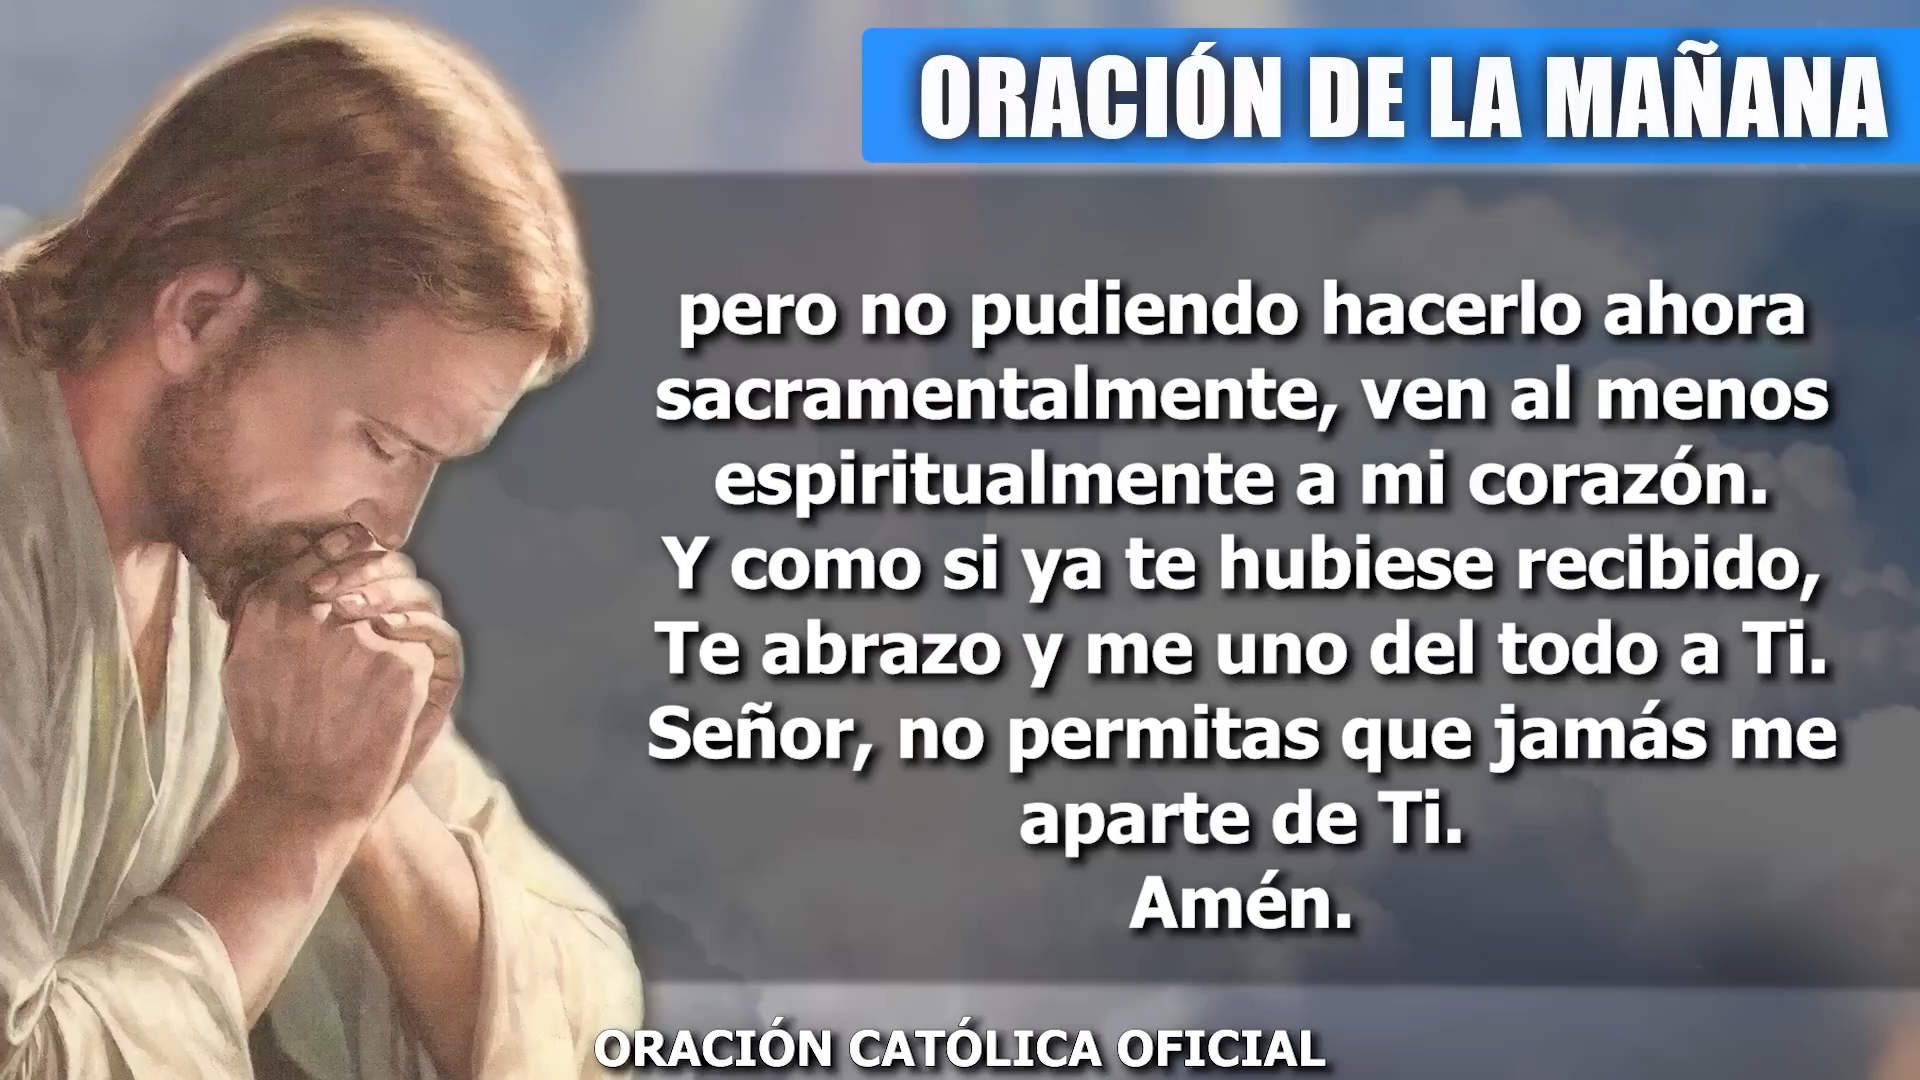 ORACIÓN DE LA MAÑANA
pero no pudiendo hacerlo ahora
sacramentalmente, ven al menos
espiritualmente a mi corazón.
Y como si ya te hubiese recibido,
Te abrazo y me uno del todo a Ti.
Señor, no permitas que jamás me
aparte de Ti.
Amén.
ORACIÓN CATÓLICA OFICIAL